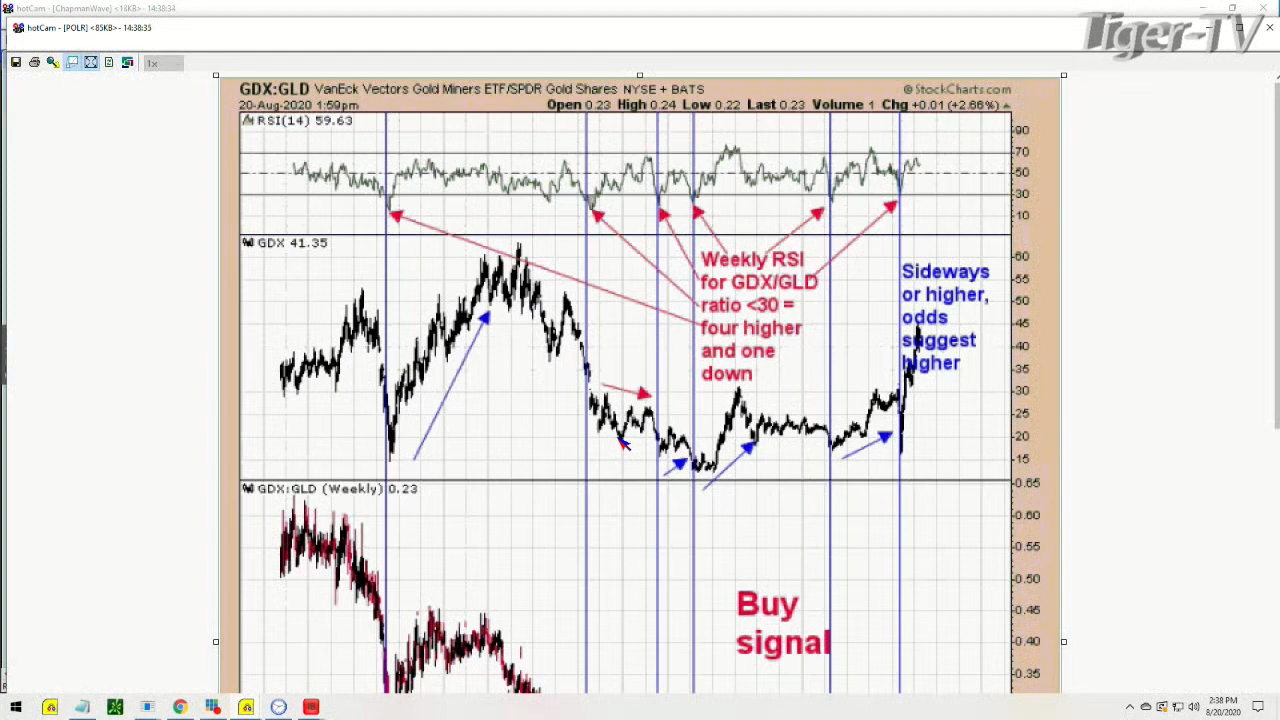 hotCam - [ChapmanWave] <18KB> - 14:38:34
hotCam - [POLR] <85KB> - 14:38:35
Tiger-TV
1x
GDX:GLD VanEck Vectors Gold Miners ETF/SPDR Gold Shares NYSE + BATS
© StockCharts.com
20-Aug-2020 1:59pm
Open 0.23 High 0.24 Low 0.22 Last 0.23 Volume 1 Chg +0.01 (+2.66%)
RSI(14) 59.63
90
70
50
30
10
GDX 41.35
60
55
50
45
40
35
30
25
20
15
Weekly RSI
for GDX/GLD
ratio <30 =
four higher
and one
down
Sideways
or higher,
odds
suggest
higher
GDX:GLD (Weekly) 0.23
0.65
0.60
0.55
0.50
0.45
0.40
0.35
Buy
signal
2:38 PM
8/20/2020